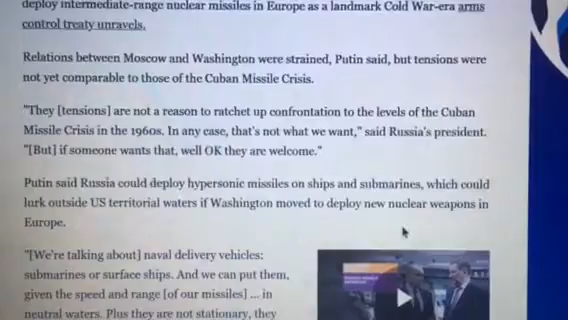 deploy intermediate-range nuclear missiles in Europe as a landmark Cold War-era arms
control treaty unravels.
Relations between Moscow and Washington were strained, Putin said, but tensions were
not yet comparable to those of the Cuban Missile Crisis.
"They [tensions] are not a reason to ratchet up confrontation to the levels of the Cuban
Missile Crisis in the 1960s. In any case, that's not what we want," said Russia's president.
"[But] if someone wants that, well OK they are welcome."
Putin said Russia could deploy hypersonic missiles on ships and submarines, which could
lurk outside US territorial waters if Washington moved to deploy new nuclear weapons in
Europe.
"[We're talking about] naval delivery vehicles:
submarines or surface ships. And we can put them,
given the speed and range [of our missiles] ... in
neutral waters. Plus they are not stationary, they